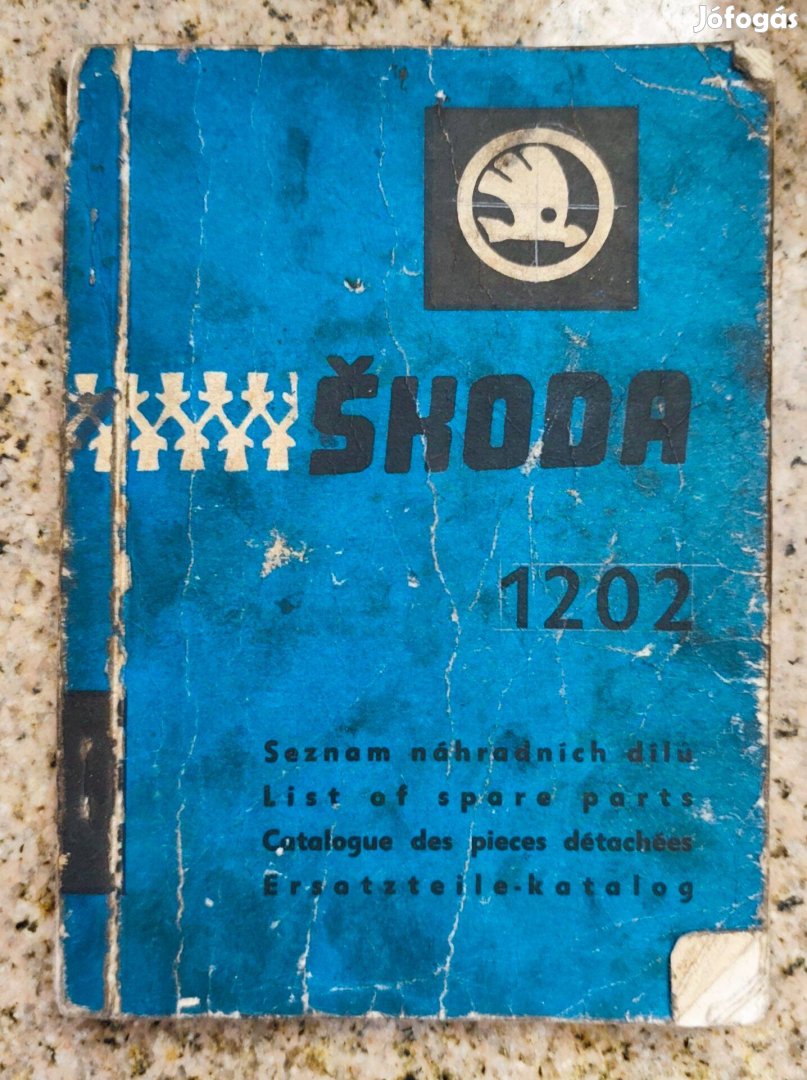 Jófogás
ŠKODA
1202
Seznam náhradních dílů
List of spare parts
Catalogue des pieces détachées
Ersatzteile-katalog